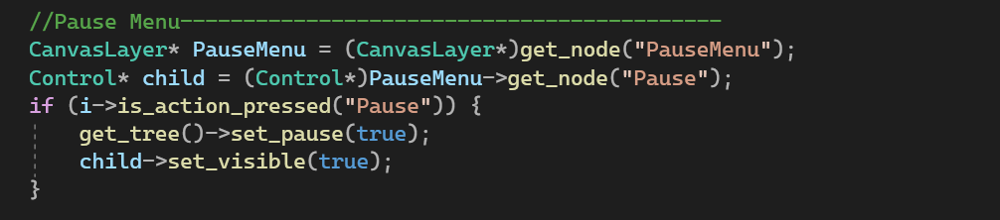 //Pause Menu-------------------------------------------
CanvasLayer* PauseMenu = (CanvasLayer*)get_node("PauseMenu");
Control* child = (Control*)PauseMenu->get_node("Pause");
if (i->is_action_pressed("Pause")) {
    get_tree()->set_pause(true);
    child->set_visible(true);
}